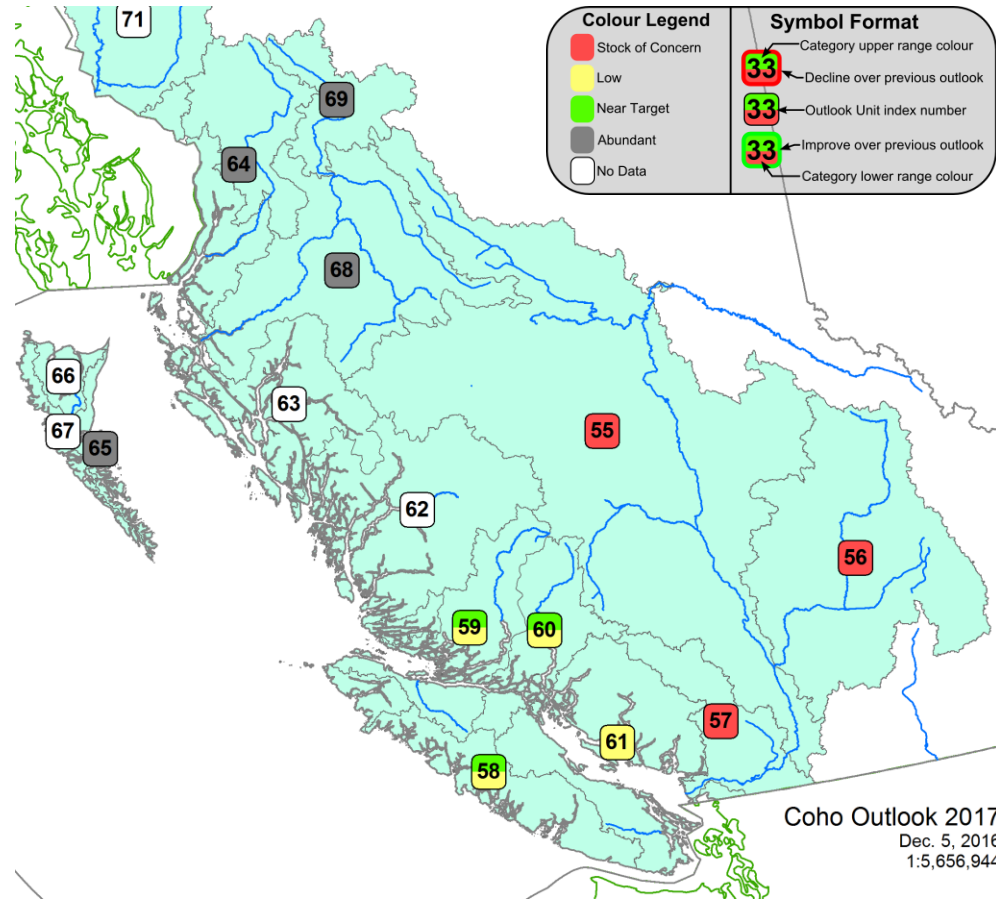 71
Colour Legend
Stock of Concern
Low
Near Target
Abundant
No Data
Symbol Format
33
Category upper range colour
Decline over previous outlook
33
Outlook Unit index number
33
Improve over previous outlook
Category lower range colour
69
64
68
66
63
67
65
55
62
56
59
60
57
61
58
Coho Outlook 2017
Dec. 5, 2016
1:5,656,944